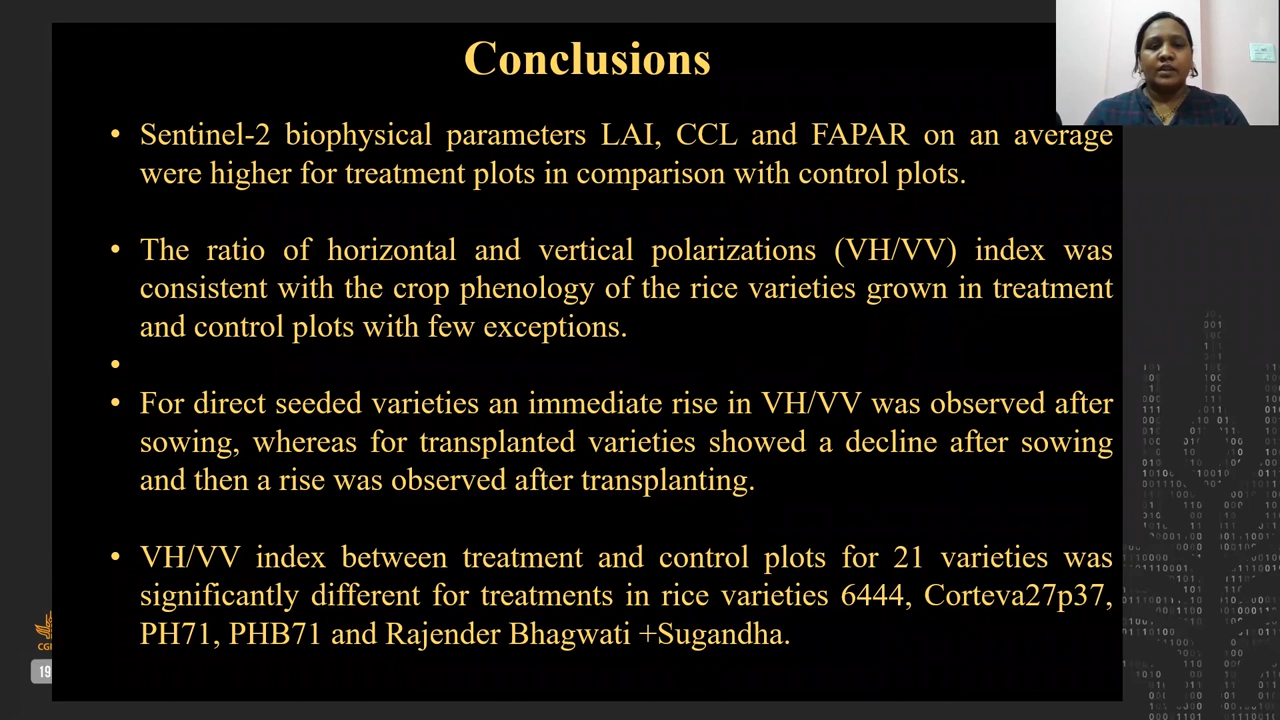 Conclusions
• Sentinel-2 biophysical parameters LAI, CCL and FAPAR on an average
were higher for treatment plots in comparison with control plots.
• The ratio of horizontal and vertical polarizations (VH/VV) index was
consistent with the crop phenology of the rice varieties grown in treatment
and control plots with few exceptions.
•
• For direct seeded varieties an immediate rise in VH/VV was observed after
sowing, whereas for transplanted varieties showed a decline after sowing
and then a rise was observed after transplanting.
• VH/VV index between treatment and control plots for 21 varieties was
significantly different for treatments in rice varieties 6444, Corteva27p37,
PH71, PHB71 and Rajender Bhagwati +Sugandha.
19